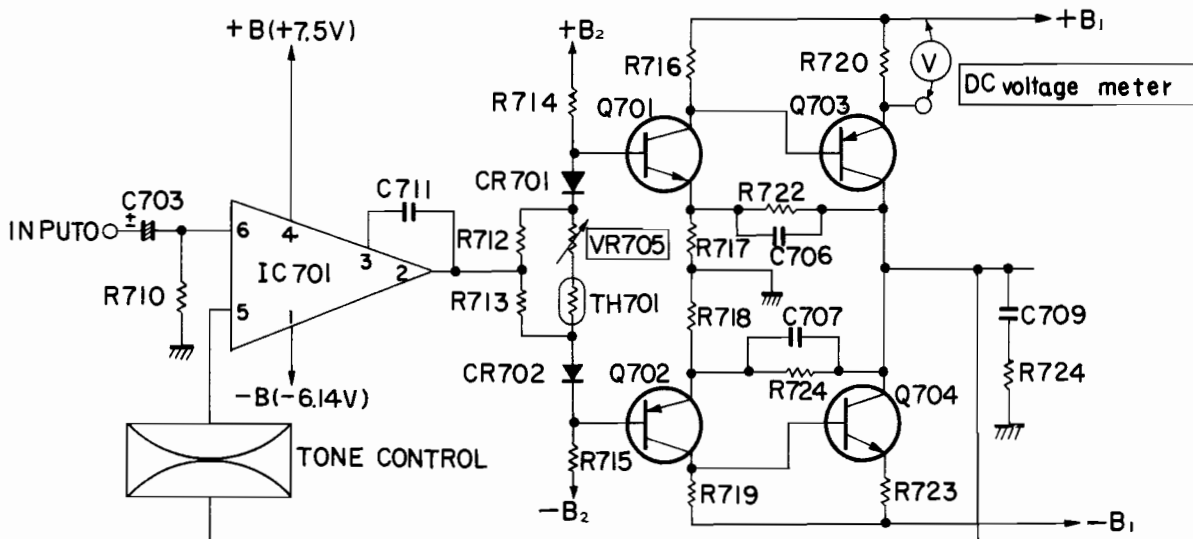 +B(+7.5V)
+B₂
+B₁
R716
R720
V
DC voltage meter
R714
Q701
Q703
C703
±
C711
CR701
R722
INPUT
6
4
3
R712
VR705
R717
C706
IC701
2
R710
5
1
R713
TH701
R718
C707
C709
CR702
Q702
R724
R724
−B(−6.14V)
Q704
TONE CONTROL
R715
R719
R723
−B₂
−B₁